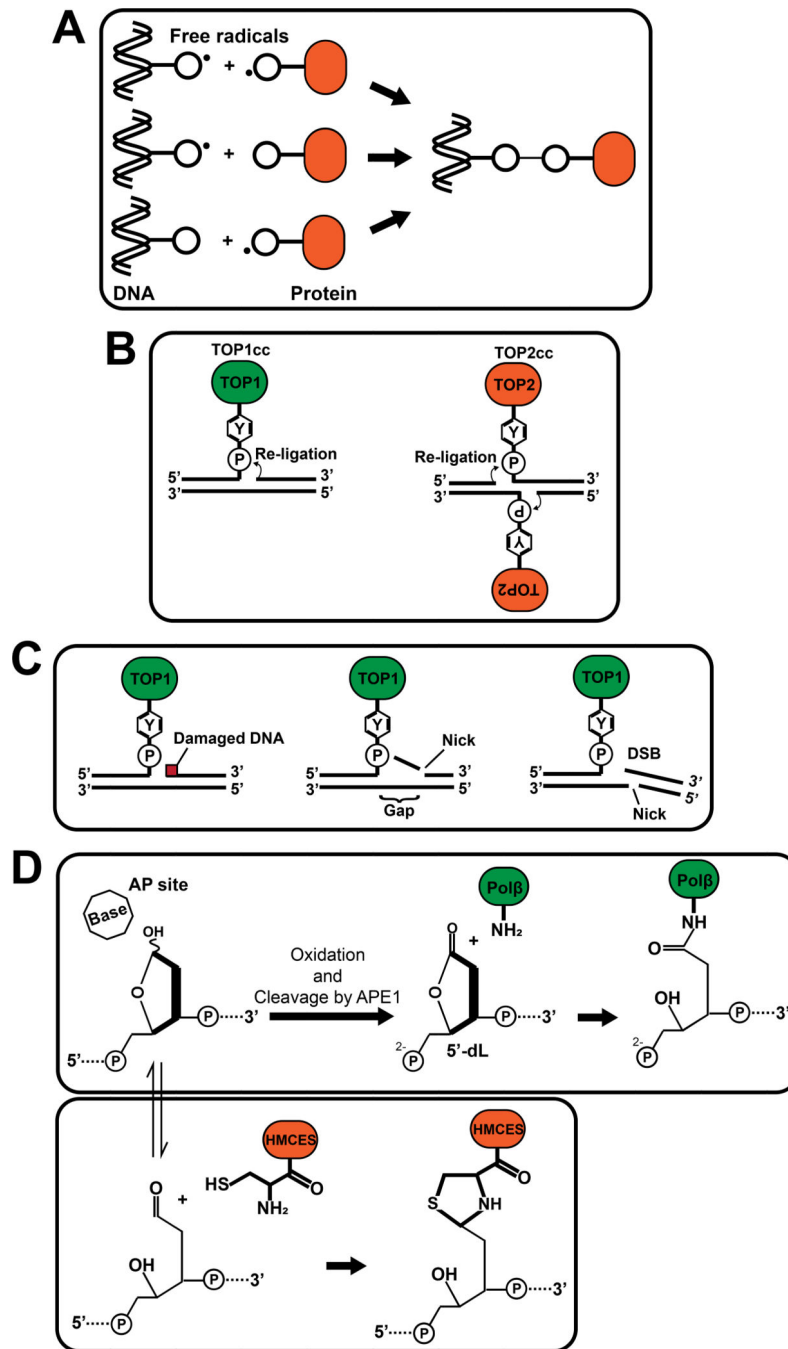 A
Free radicals
+
+
+
DNA
Protein
B
TOP1cc
TOP2cc
TOP1
TOP2
Y
Y
P
Re-ligation
P
Re-ligation
5’
3’
3’
5’
5’
3’
3’
5’
P
Y
TOP2
C
TOP1
TOP1
TOP1
Y
Y
Y
Damaged DNA
Nick
P
P
P
DSB
5’
3’
5’
3’
5’
3’
3’
5’
3’
5’
3’
5’
Gap
Nick
D
AP site
Base
OH
O
P
3’
5’
P
Oxidation
and
Cleavage by APE1
Polβ
NH₂
O
+
O
P
3’
2-
P
5’-dL
Polβ
NH
O
OH
P
3’
2-
P
HMCES
HS
O
NH₂
O
+
OH
P
3’
5’
P
HMCES
O
S
NH
OH
P
3’
5’
P